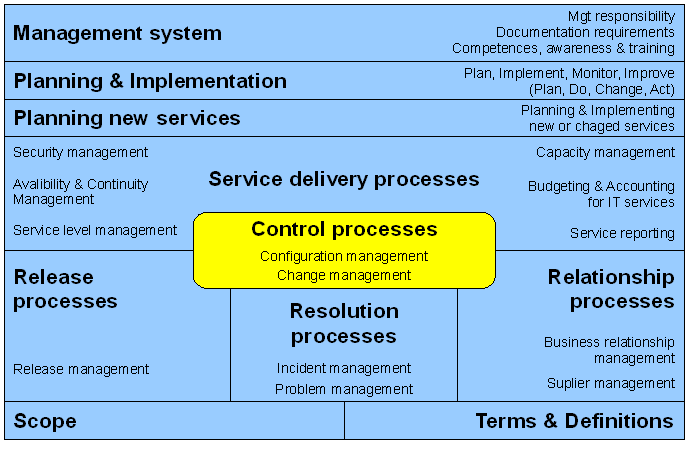 Management system
Mgt responsibility
Documentation requirements
Competences, awareness & training
Planning & Implementation
Plan, Implement, Monitor, Improve
(Plan, Do, Change, Act)
Planning new services
Planning & Implementing
new or chaged services
Security management
Avalibility & Continuity
Management
Service level management
Service delivery processes
Capacity management
Budgeting & Accounting
for IT services
Service reporting
Control processes
Configuration management
Change management
Release
processes
Release management
Resolution
processes
Incident management
Problem management
Relationship
processes
Business relationship
management
Suplier management
Scope
Terms & Definitions